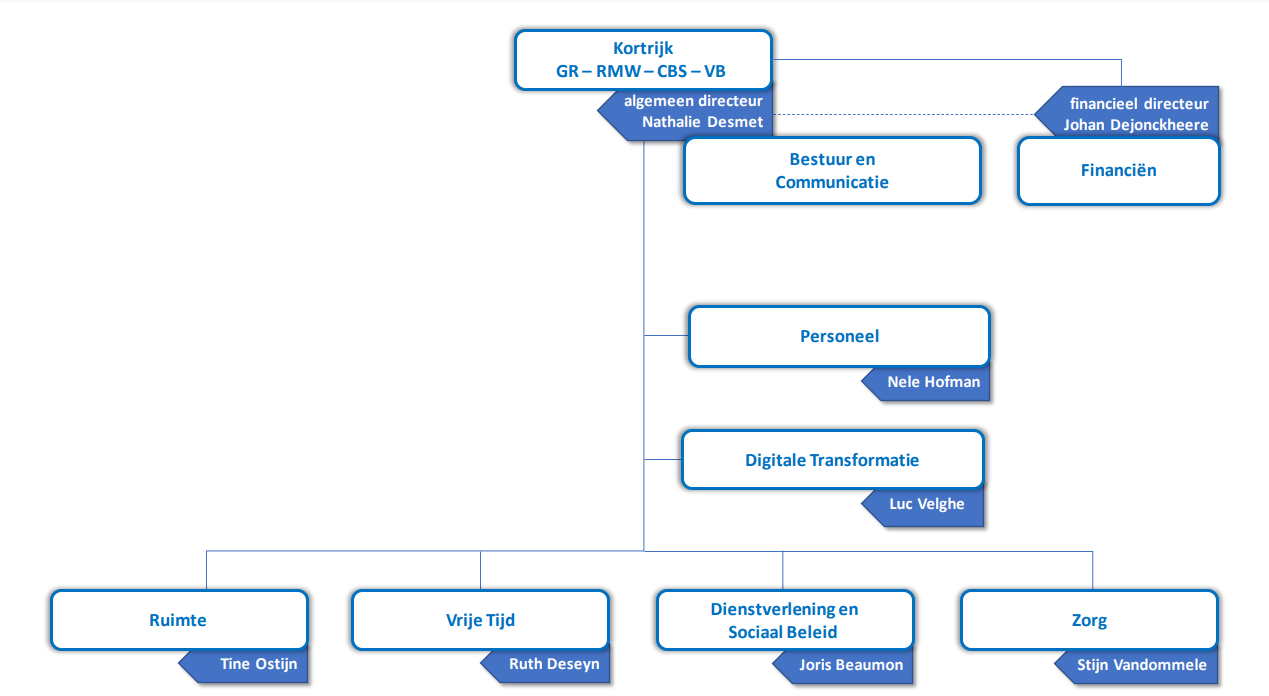 Kortrijk
GR – RMW – CBS – VB
algemeen directeur
Nathalie Desmet
financieel directeur
Johan Dejonckheere
Bestuur en
Communicatie
Financiën
Personeel
Nele Hofman
Digitale Transformatie
Luc Velghe
Ruimte
Tine Ostijn
Vrije Tijd
Ruth Deseyn
Dienstverlening en
Sociaal Beleid
Joris Beaumon
Zorg
Stijn Vandommele